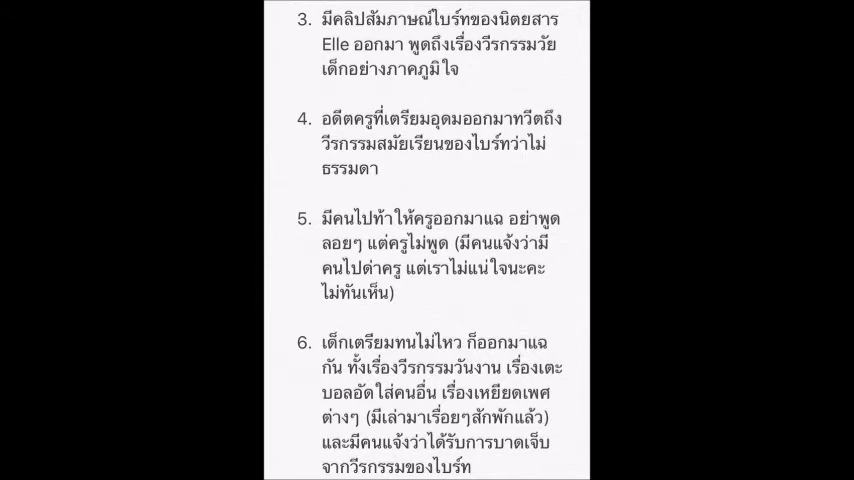 3. มีคลิปสัมภาษณ์ไบร์ทของนิตยสาร
Elle ออกมา พูดถึงเรื่องวีรกรรมวัย
เด็กอย่างภาคภูมิใจ
4. อดีตครูที่เตรียมอุดมออกมาทวีตถึง
วีรกรรมสมัยเรียนของไบร์ทว่าไม่
ธรรมดา
5. มีคนไปท้าให้ครูออกมาแฉ อย่าพูด
ลอยๆ แต่ครูไม่พูด (มีคนแจ้งว่ามี
คนไปด่าครู แต่เราไม่แน่ใจนะคะ
ไม่ทันเห็น)
6. เด็กเตรียมทนไม่ไหว ก็ออกมาแฉ
กัน ทั้งเรื่องวีรกรรมวันงาน เรื่องเตะ
บอลอัดใส่คนอื่น เรื่องเหยียดเพศ
ต่างๆ (มีเล่ามาเรื่อยๆสักพักแล้ว)
และมีคนแจ้งว่าได้รับการบาดเจ็บ
จากวีรกรรมของไบร์ท